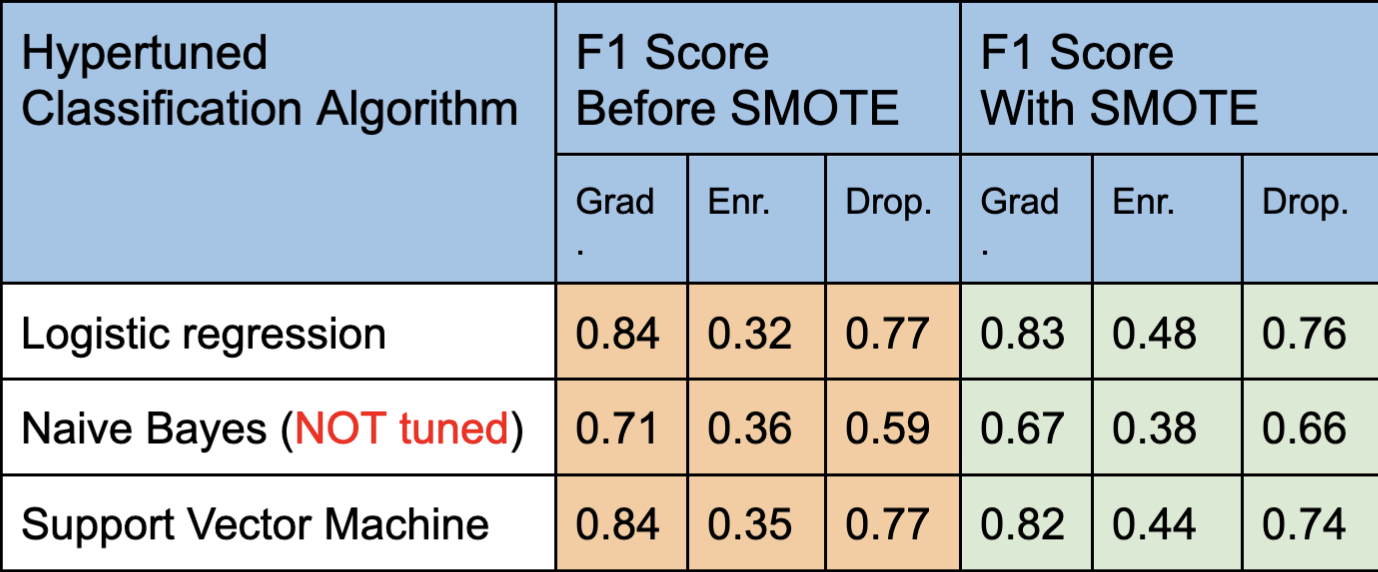 Hypertuned
Classification Algorithm
F1 Score
Before SMOTE
F1 Score
With SMOTE
Grad
.
Enr.
Drop.
Grad
.
Enr.
Drop.
Logistic regression 0.84 0.32 0.77 0.83 0.48 0.76
Naive Bayes (NOT tuned) 0.71 0.36 0.59 0.67 0.38 0.66
Support Vector Machine 0.84 0.35 0.77 0.82 0.44 0.74